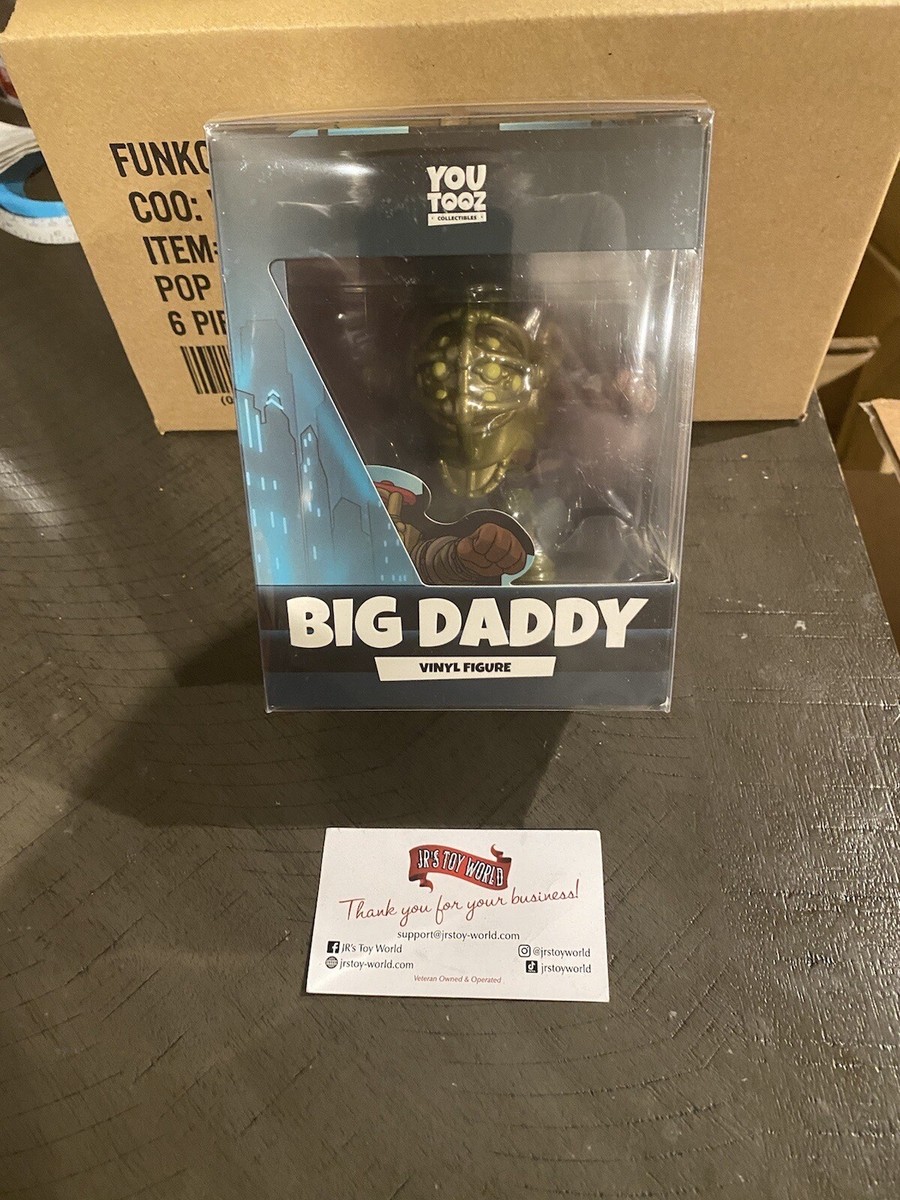 FUNKO
COO:
ITEM:
POP
6 PIE
YOU
TOOZ
COLLECTIBLES
BIG DADDY
VINYL FIGURE
JR'S TOY WORLD
Thank you for your business!
support@jrstoy-world.com
JR's Toy World
@jrstoyworld
jrstoy-world.com
jrstoyworld
Veteran Owned & Operated